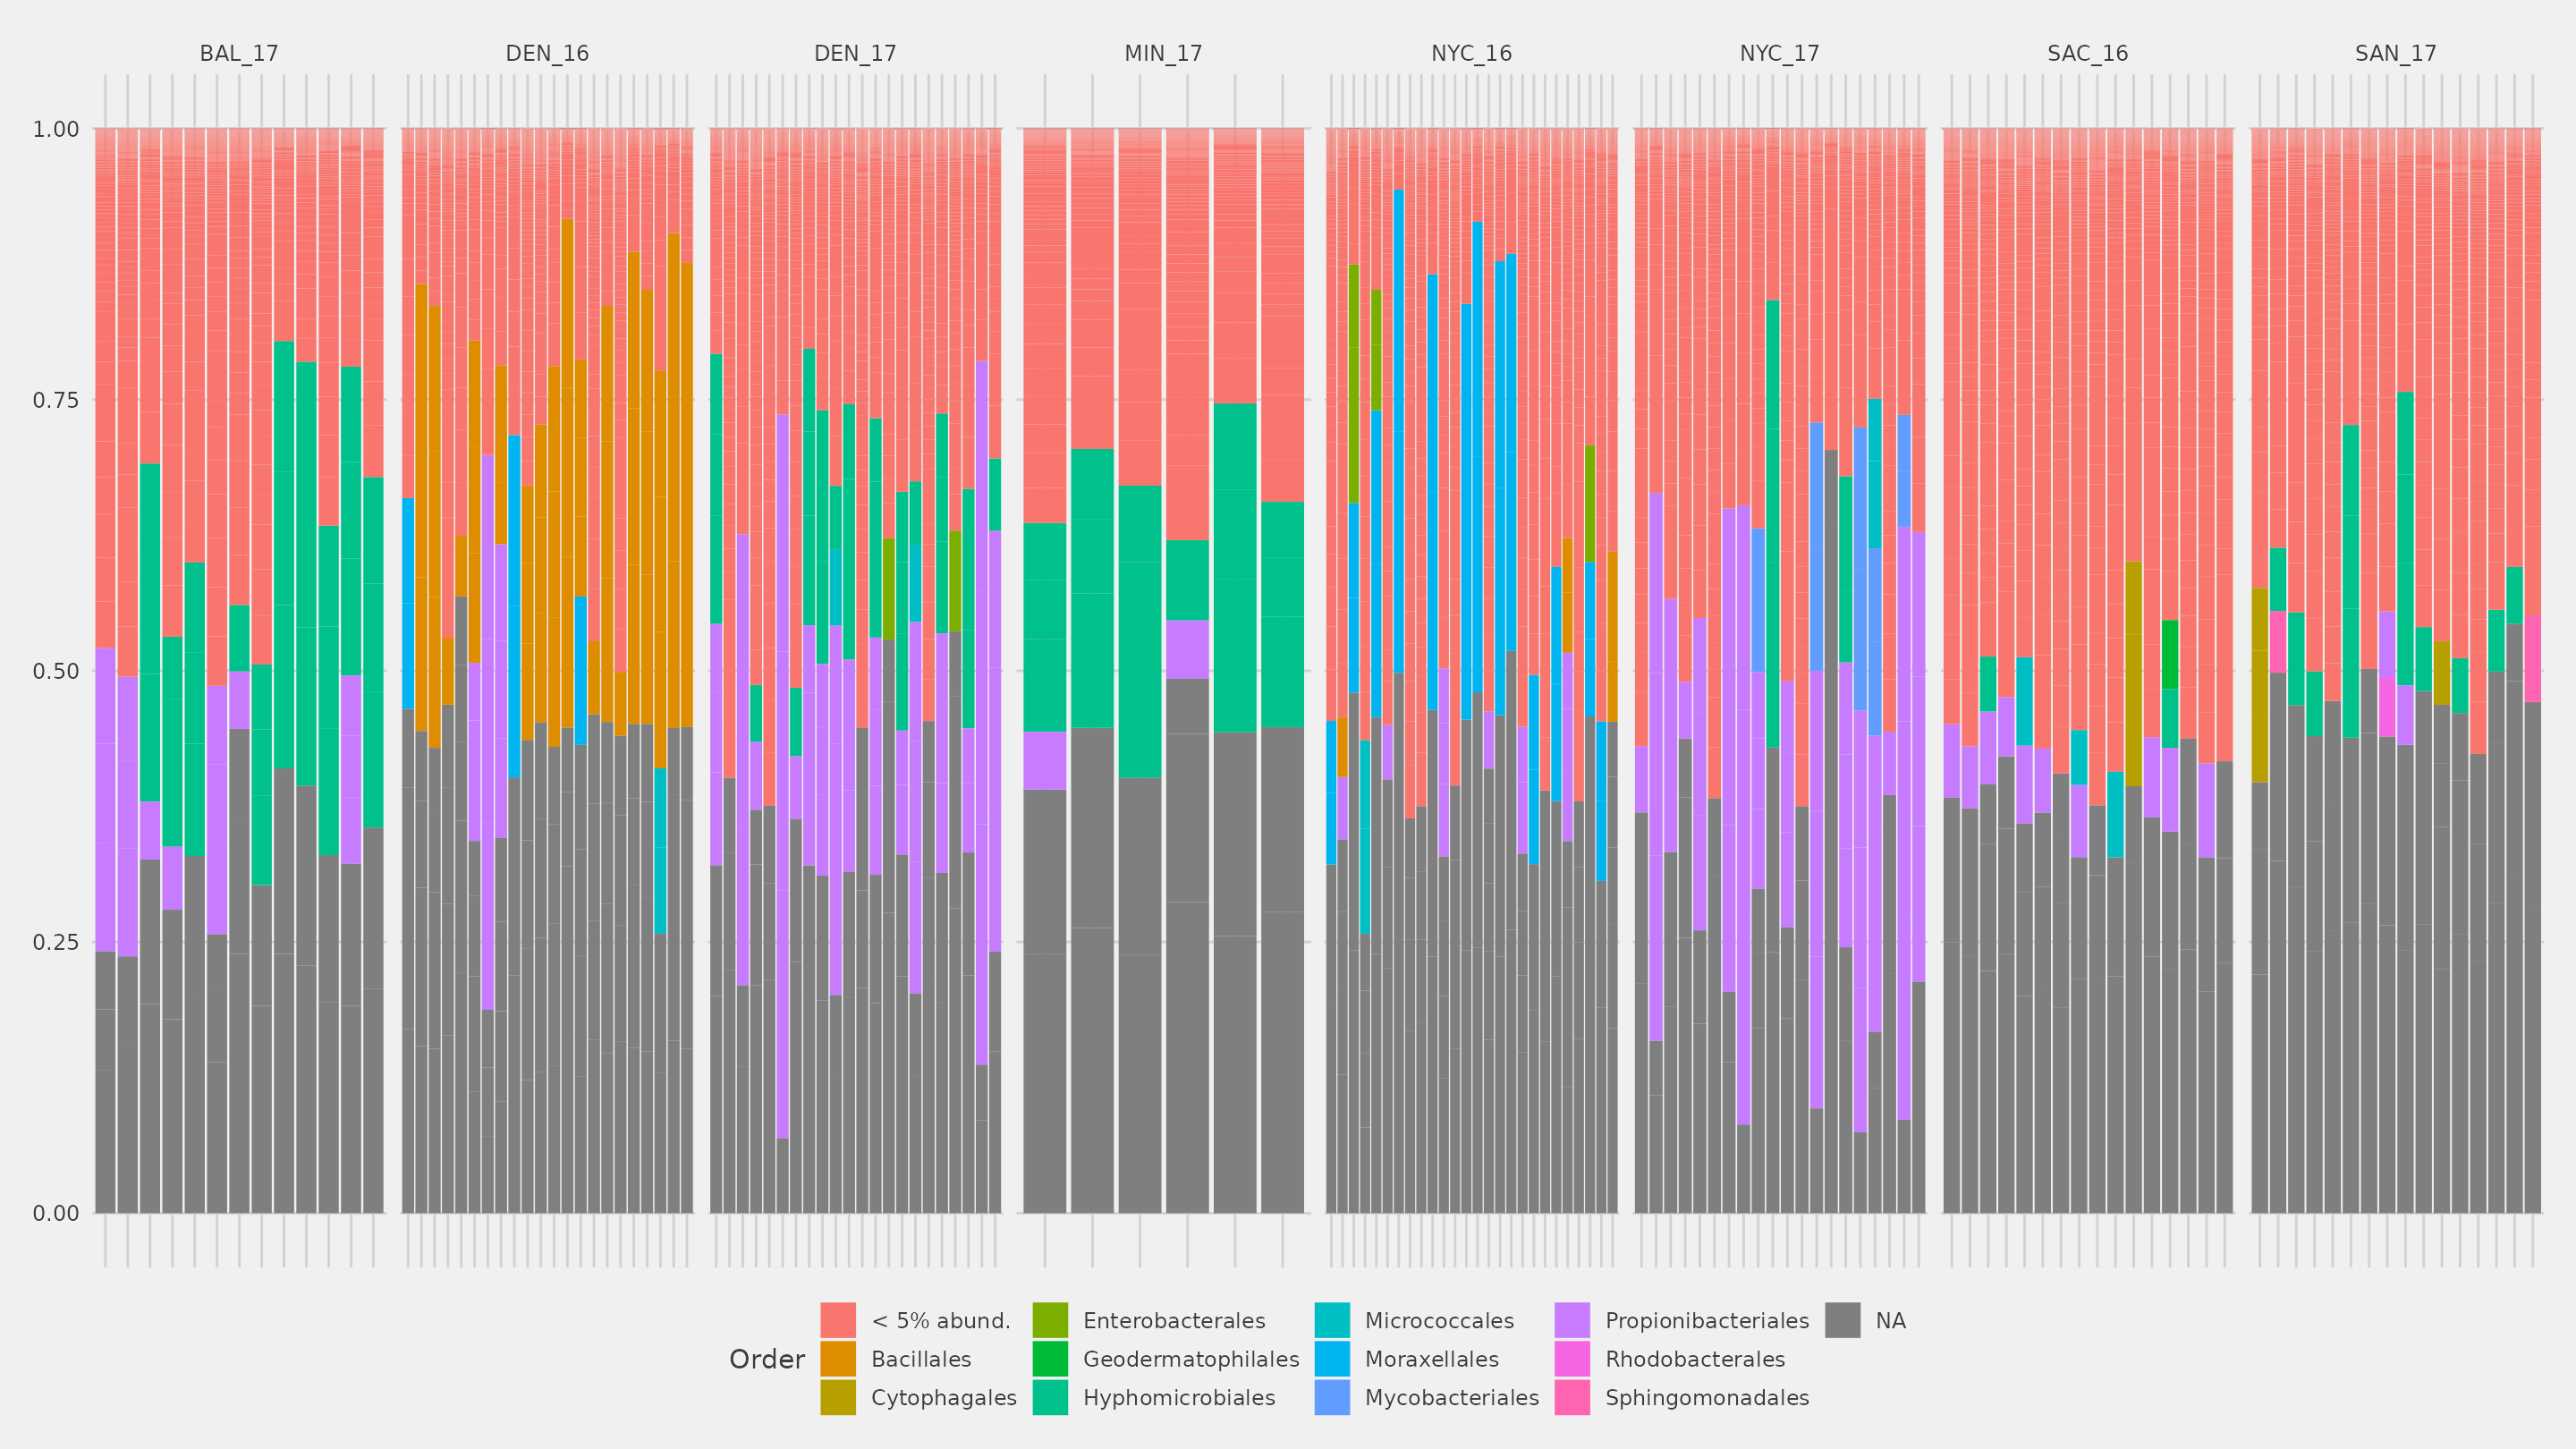 BAL_17 DEN_16 DEN_17 MIN_17 NYC_16 NYC_17 SAC_16 SAN_17
1.00
0.75
0.50
0.25
0.00
Order
< 5% abund. Enterobacterales Micrococcales Propionibacteriales NA
Bacillales Geodermatophilales Moraxellales Rhodobacterales
Cytophagales Hyphomicrobiales Mycobacteriales Sphingomonadales